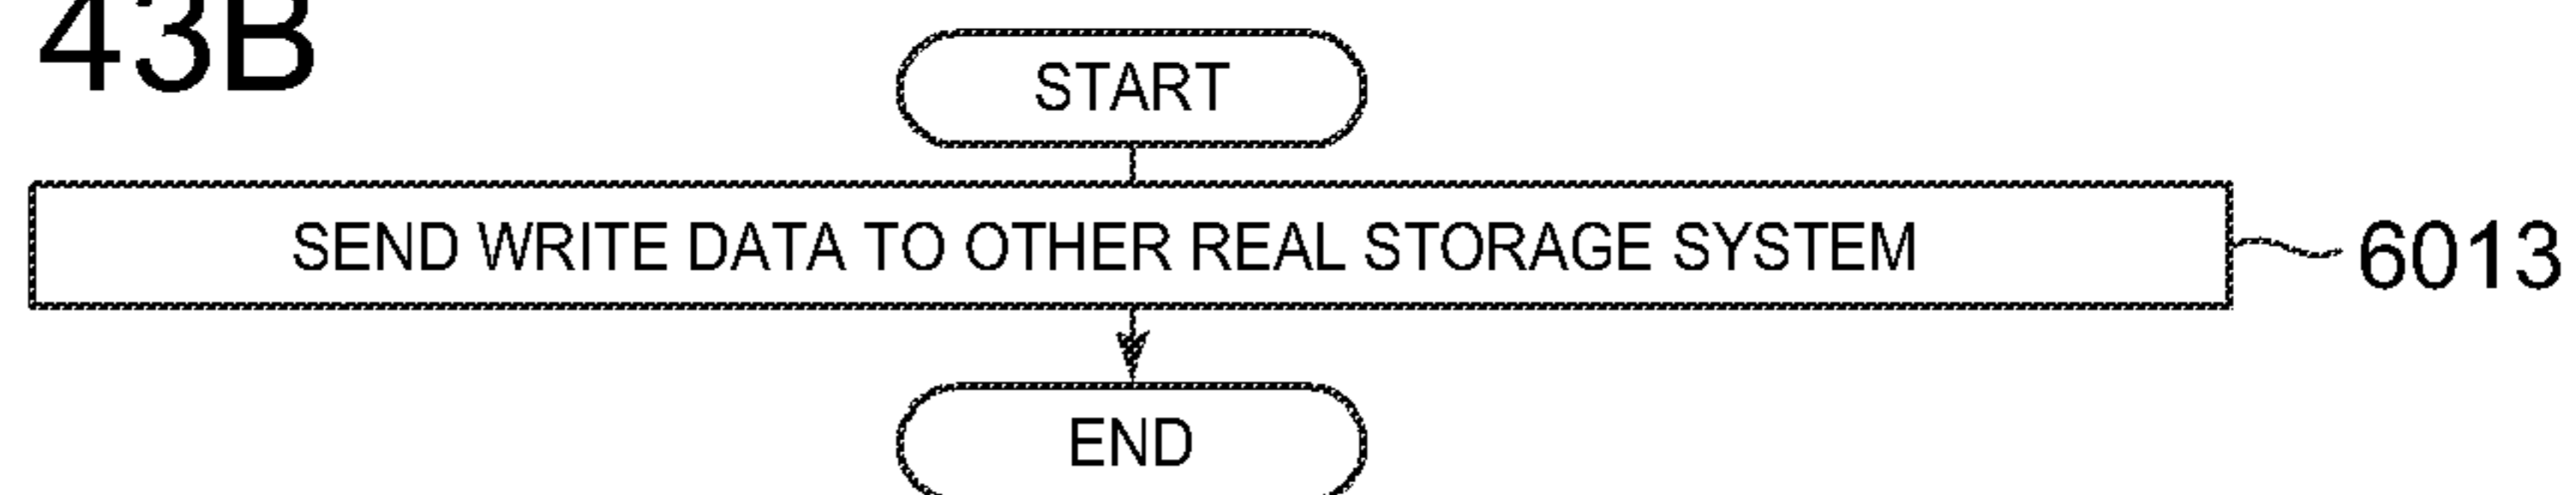 43B
START
SEND WRITE DATA TO OTHER REAL STORAGE SYSTEM
6013
END